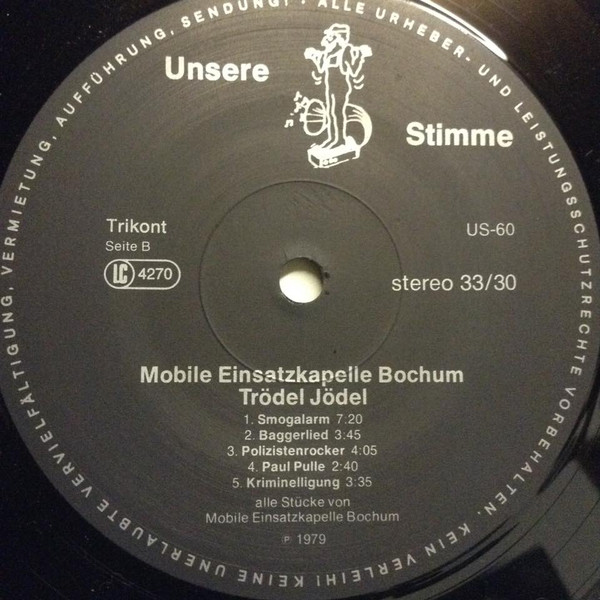 ALLE URHEBER- UND LEISTUNGSSCHUTZRECHTE VORBEHALTEN. KEIN VERLEIH! KEINE UNERLAUBTE VERVIELFÄLTIGUNG, VERMIETUNG, AUFFÜHRUNG, SENDUNG! ·
Unsere
Stimme
Trikont
US-60
Seite B
LC 4270
stereo 33/30
Mobile Einsatzkapelle Bochum
Trödel Jödel
1. Smogalarm 7:20
2. Baggerlied 3:45
3. Polizistenrocker 4:05
4. Paul Pulle 2:40
5. Kriminelligung 3:35
alle Stücke von
Mobile Einsatzkapelle Bochum
℗ 1979